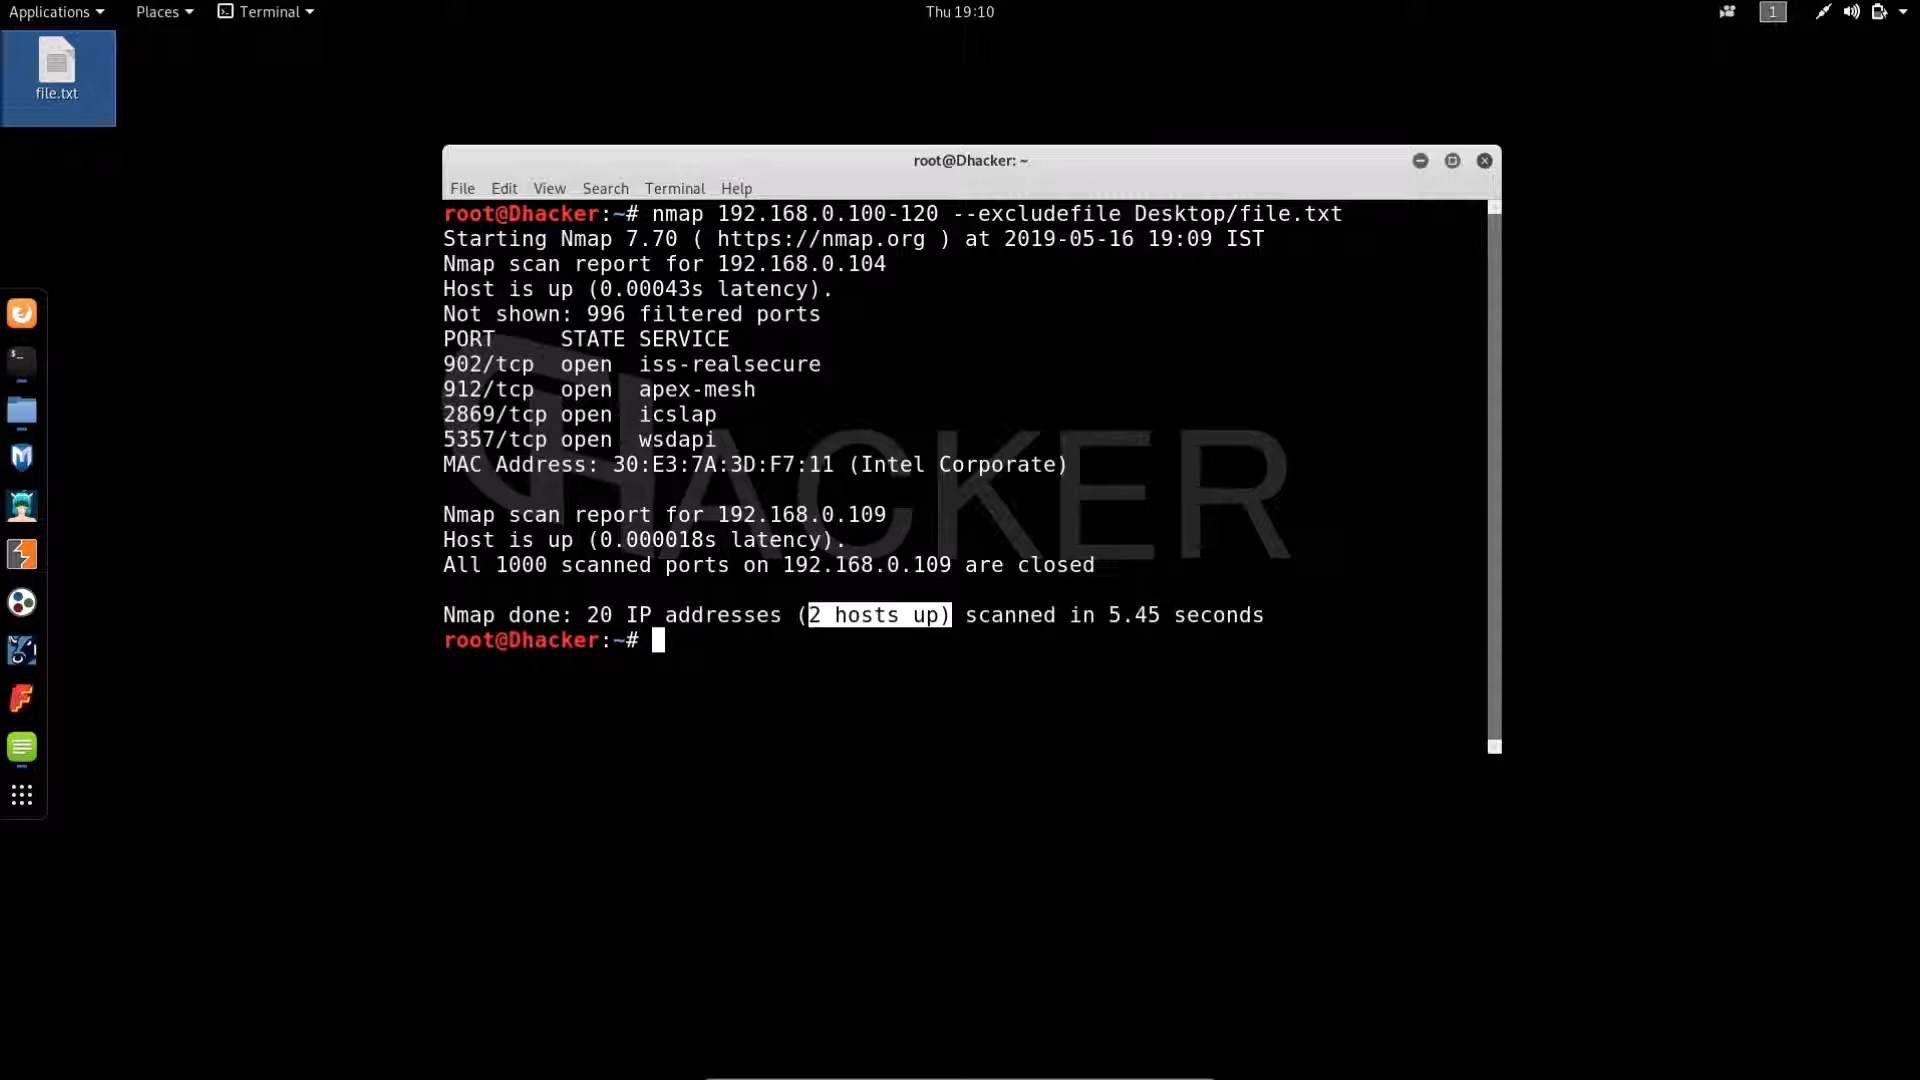 Applications Places Terminal Thu 19:10 1
file.txt
root@Dhacker: ~
File Edit View Search Terminal Help
root@Dhacker:~# nmap 192.168.0.100-120 --excludefile Desktop/file.txt
Starting Nmap 7.70 ( https://nmap.org ) at 2019-05-16 19:09 IST
Nmap scan report for 192.168.0.104
Host is up (0.00043s latency).
Not shown: 996 filtered ports
PORT     STATE SERVICE
902/tcp  open  iss-realsecure
912/tcp  open  apex-mesh
2869/tcp open  icslap
5357/tcp open  wsdapi
MAC Address: 30:E3:7A:3D:F7:11 (Intel Corporate)
Nmap scan report for 192.168.0.109
Host is up (0.000018s latency).
All 1000 scanned ports on 192.168.0.109 are closed
Nmap done: 20 IP addresses (2 hosts up) scanned in 5.45 seconds
root@Dhacker:~#
HACKER